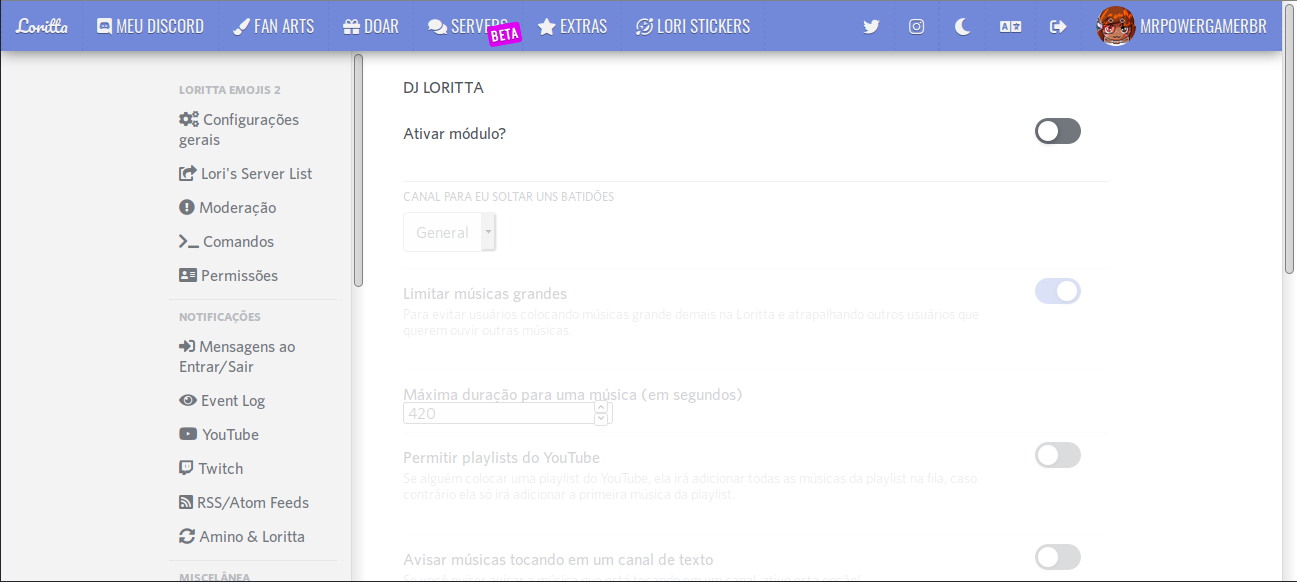 Loritta MEU DISCORD FAN ARTS DOAR SERVERS BETA EXTRAS LORI STICKERS MRPOWERGAMERBR
LORITTA EMOJIS 2
Configurações
gerais
Lori's Server List
Moderação
Comandos
Permissões
NOTIFICAÇÕES
Mensagens ao
Entrar/Sair
Event Log
YouTube
Twitch
RSS/Atom Feeds
Amino & Loritta
MISCELÂNEA
DJ LORITTA
Ativar módulo?
CANAL PARA EU SOLTAR UNS BATIDÕES
General
Limitar músicas grandes
Para evitar usuários colocando músicas grande demais na Loritta e atrapalhando outros usuários que
querem ouvir outras músicas.
Máxima duração para uma música (em segundos)
420
Permitir playlists do YouTube
Se alguém colocar uma playlist do YouTube, ela irá adicionar todas as músicas da playlist na fila, caso
contrário ela só irá adicionar a primeira música da playlist.
Avisar músicas tocando em um canal de texto